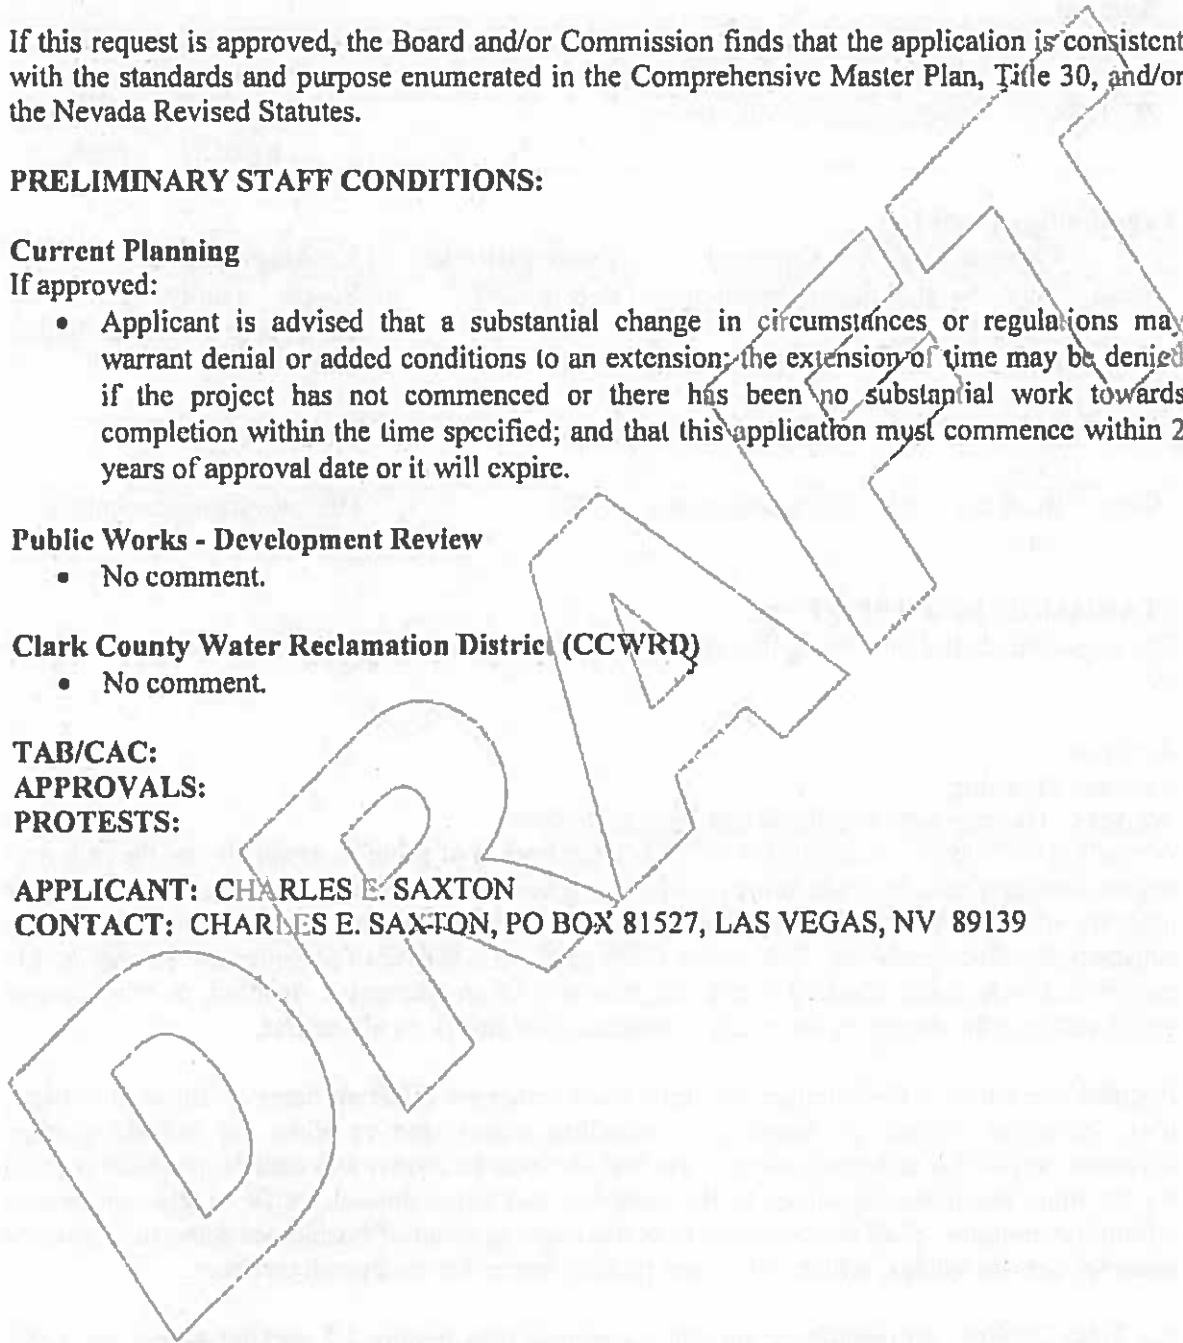 If this request is approved, the Board and/or Commission finds that the application is consistent
with the standards and purpose enumerated in the Comprehensive Master Plan, Title 30, and/or
the Nevada Revised Statutes.
PRELIMINARY STAFF CONDITIONS:
Current Planning
If approved:
• Applicant is advised that a substantial change in circumstances or regulations may
warrant denial or added conditions to an extension; the extension of time may be denied
if the project has not commenced or there has been no substantial work towards
completion within the time specified; and that this application must commence within 2
years of approval date or it will expire.
Public Works - Development Review
• No comment.
Clark County Water Reclamation District (CCWRD)
• No comment.
TAB/CAC:
APPROVALS:
PROTESTS:
APPLICANT: CHARLES E. SAXTON
CONTACT: CHARLES E. SAXTON, PO BOX 81527, LAS VEGAS, NV 89139
DRAFT